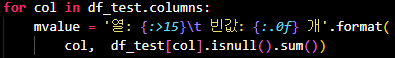 for col in df_test.columns:
    mvalue = '열: {:>15}\t 빈값: {:.0f} 개'.format(
        col,  df_test[col].isnull().sum())